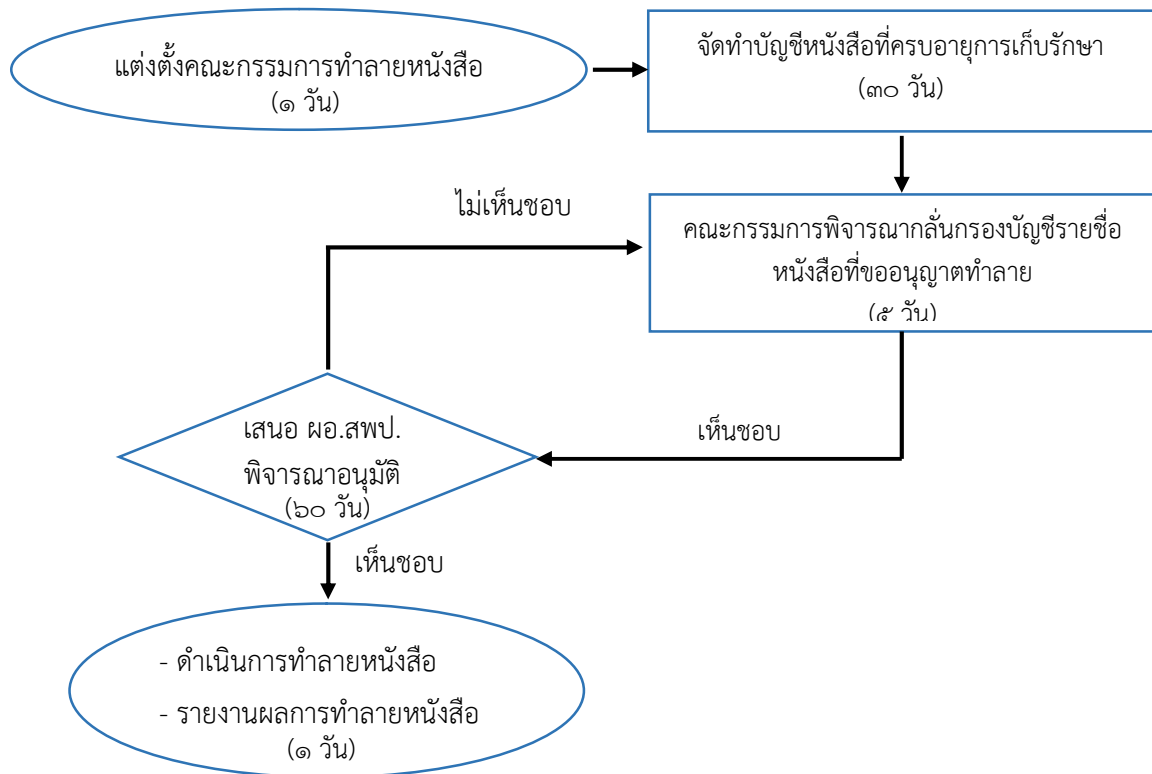 แต่งตั้งคณะกรรมการทำลายหนังสือ
(๑ วัน)
จัดทำบัญชีหนังสือที่ครบอายุการเก็บรักษา
(๓๐ วัน)
ไม่เห็นชอบ
คณะกรรมการพิจารณากลั่นกรองบัญชีรายชื่อ
หนังสือที่ขออนุญาตทำลาย
(๕ วัน)
เห็นชอบ
เสนอ ผอ.สพป.
พิจารณาอนุมัติ
(๖๐ วัน)
เห็นชอบ
- ดำเนินการทำลายหนังสือ
- รายงานผลการทำลายหนังสือ
(๑ วัน)